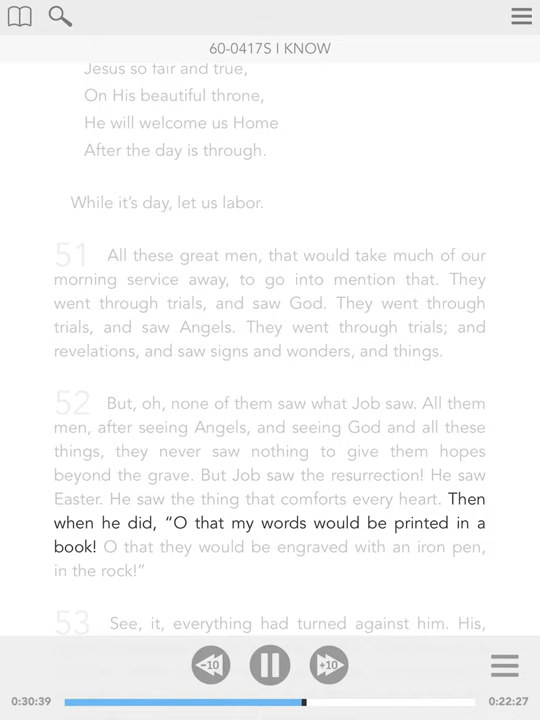 60-0417S I KNOW
Jesus so fair and true,
On His beautiful throne,
He will welcome us Home
After the day is through.
While it’s day, let us labor.
51 All these great men, that would take much of our
morning service away, to go into mention that. They
went through trials, and saw God. They went through
trials, and saw Angels. They went through trials; and
revelations, and saw signs and wonders, and things.
52 But, oh, none of them saw what Job saw. All them
men, after seeing Angels, and seeing God and all these
things, they never saw nothing to give them hopes
beyond the grave. But Job saw the resurrection! He saw
Easter. He saw the thing that comforts every heart. Then
when he did, “O that my words would be printed in a
book! O that they would be engraved with an iron pen,
in the rock!”
53 See, it, everything had turned against him. His,
-10 +10
0:30:39 0:22:27